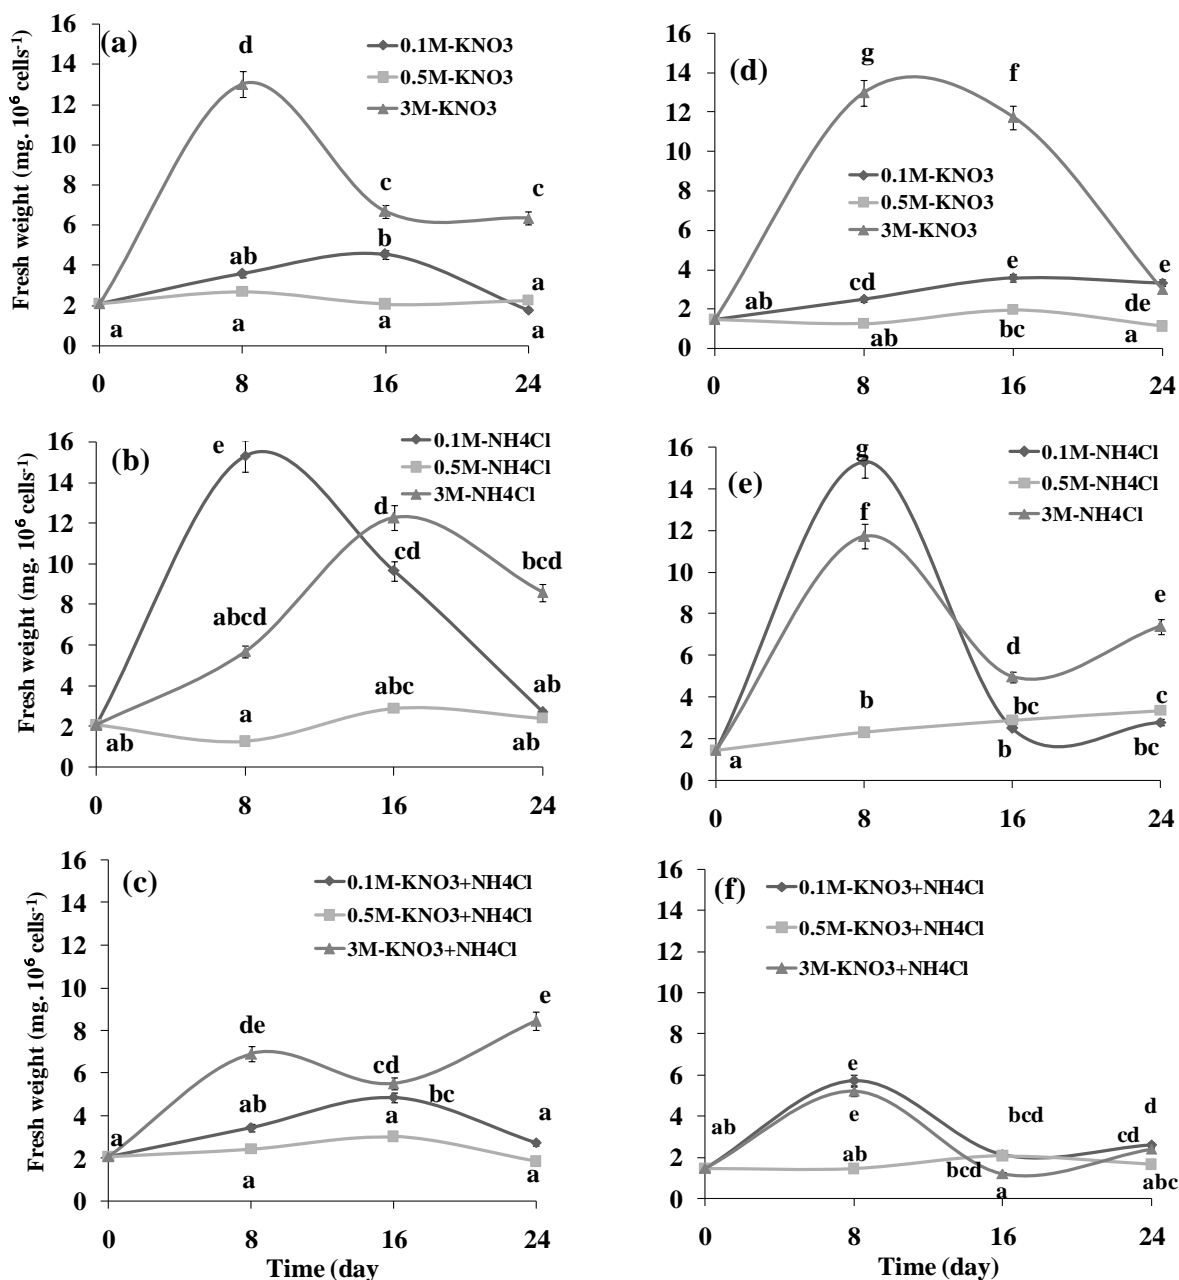 (a)
0.1M-KNO3
0.5M-KNO3
3M-KNO3
Fresh weight (mg. 10⁶ cells-1)
16
14
12
10
8
6
4
2
0
d
c
c
ab
b
a
a
a
a
a
0 8 16 24
(d)
0.1M-KNO3
0.5M-KNO3
3M-KNO3
16
14
12
10
8
6
4
2
0
g
f
ab
cd
e
e
de
ab
bc
a
0 8 16 24
(b)
0.1M-NH4Cl
0.5M-NH4Cl
3M-NH4Cl
Fresh weight (mg. 10⁶ cells-1)
16
14
12
10
8
6
4
2
0
e
d
cd
bcd
abcd
abc
ab
a
ab
ab
0 8 16 24
(e)
0.1M-NH4Cl
0.5M-NH4Cl
3M-NH4Cl
16
14
12
10
8
6
4
2
0
g
f
e
d
b
bc
c
a
b
bc
0 8 16 24
(c)
0.1M-KNO3+NH4Cl
0.5M-KNO3+NH4Cl
3M-KNO3+NH4Cl
Fresh weight (mg. 10⁶ cells-1)
16
14
12
10
8
6
4
2
0
e
de
cd
bc
ab
a
a
a
a
a
0 8 16 24
Time (day
(f)
0.1M-KNO3+NH4Cl
0.5M-KNO3+NH4Cl
3M-KNO3+NH4Cl
16
14
12
10
8
6
4
2
0
e
ab
e
bcd
d
cd
ab
bcd
a
abc
0 8 16 24
Time (day)